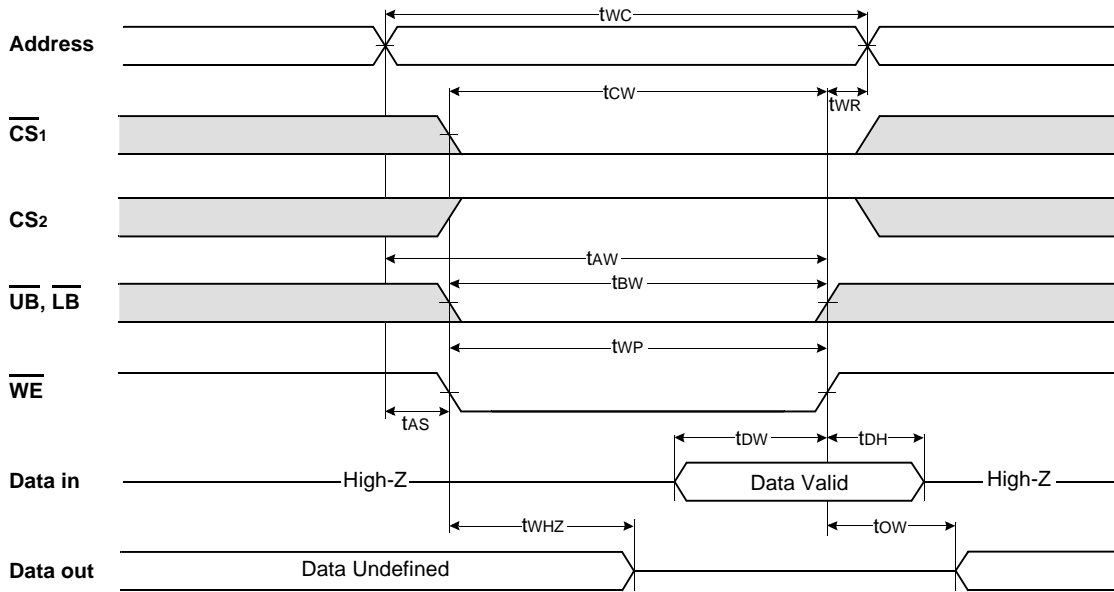 tWC
Address
tCW
tWR
CS1
CS2
tAW
tBW
UB, LB
tWP
WE
tAS
tDW
tDH
Data in
High-Z
Data Valid
High-Z
tWHZ
tOW
Data out
Data Undefined